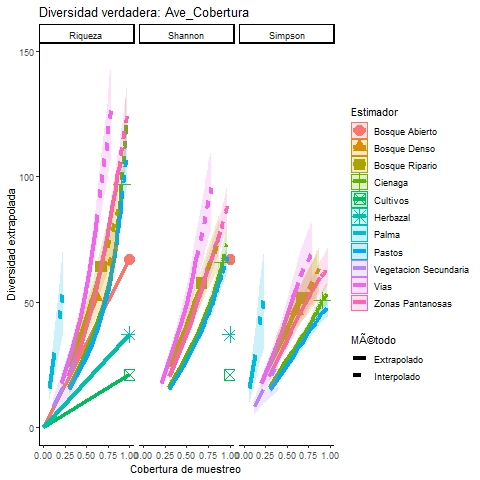 Diversidad verdadera: Ave_Cobertura
Riqueza Shannon Simpson
150
100
50
0
Diversidad extrapolada
0.00 0.25 0.50 0.75 1.00 0.00 0.25 0.50 0.75 1.00 0.00 0.25 0.50 0.75 1.00
Cobertura de muestreo
Estimador
Bosque Abierto
Bosque Denso
Bosque Ripario
Cienaga
Cultivos
Herbazal
Palma
Pastos
Vegetacion Secundaria
Vias
Zonas Pantanosas
MÃ©todo
Extrapolado
Interpolado